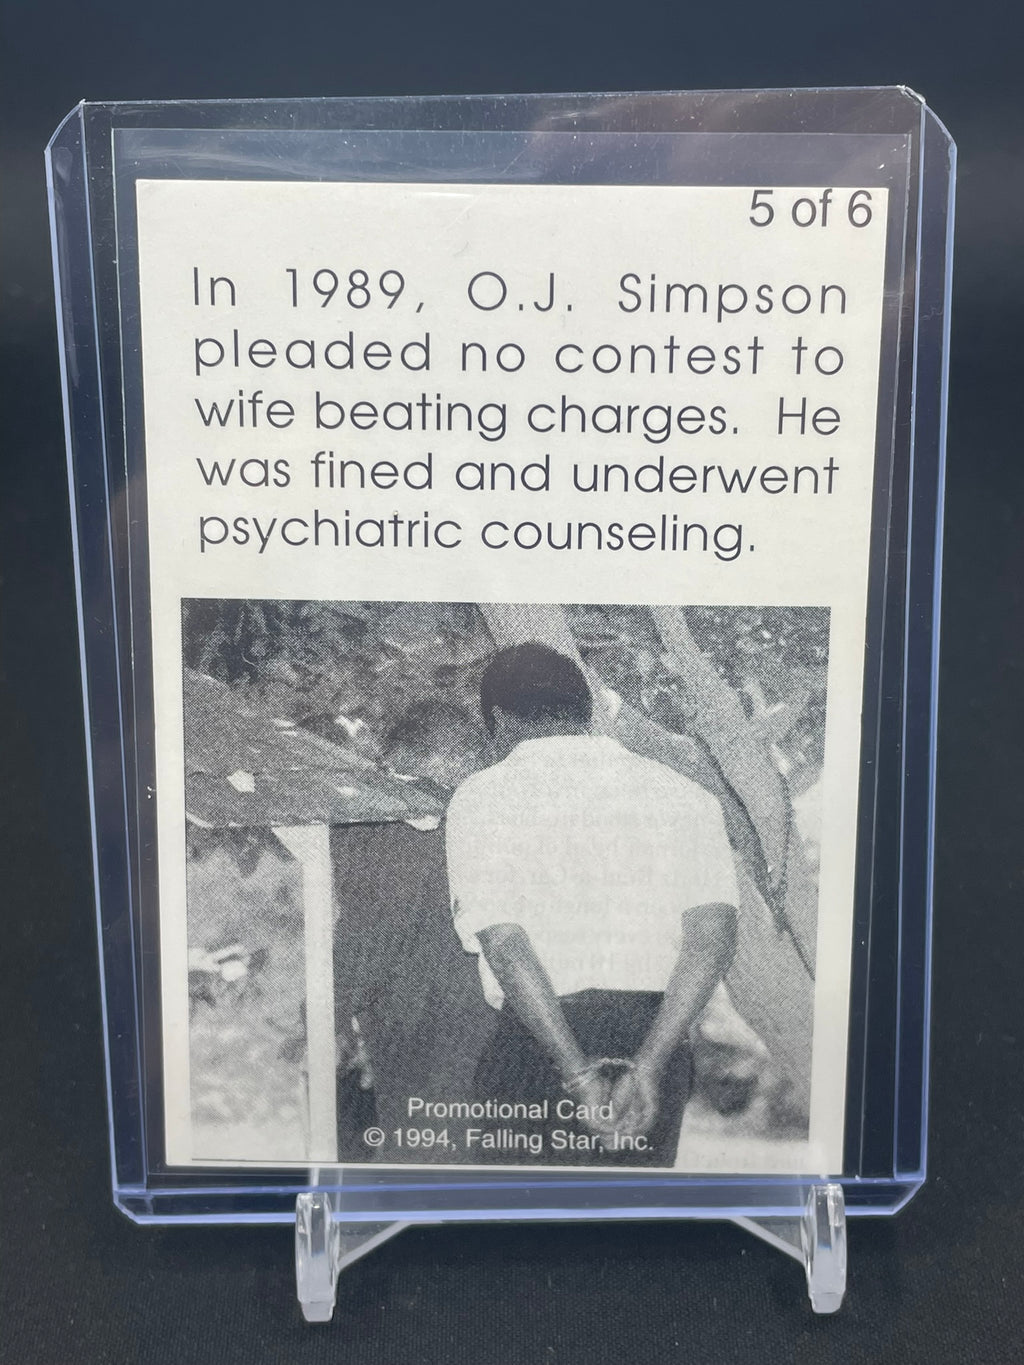 5 of 6
In 1989, O.J. Simpson
pleaded no contest to
wife beating charges. He
was fined and underwent
psychiatric counseling.
Promotional Card
© 1994, Falling Star, Inc.